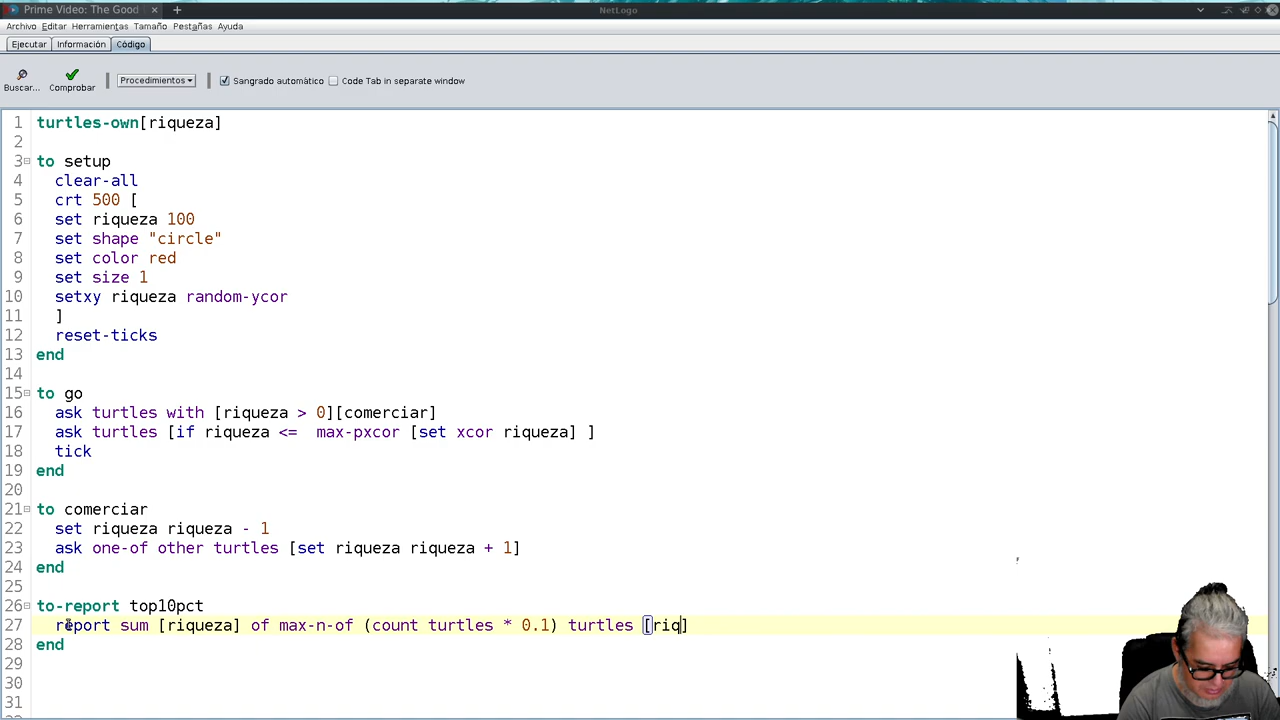 Prime Video: The Good
NetLogo
Archivo Editar Herramientas Tamaño Pestañas Ayuda
Ejecutar Información Código
Buscar... Comprobar Procedimientos Sangrado automático Code Tab in separate window
1 turtles-own[riqueza]
2
3 to setup
4 clear-all
5 crt 500 [
6 set riqueza 100
7 set shape "circle"
8 set color red
9 set size 1
10 setxy riqueza random-ycor
11 ]
12 reset-ticks
13 end
14
15 to go
16 ask turtles with [riqueza > 0][comerciar]
17 ask turtles [if riqueza <=  max-pxcor [set xcor riqueza] ]
18 tick
19 end
20
21 to comerciar
22 set riqueza riqueza - 1
23 ask one-of other turtles [set riqueza riqueza + 1]
24 end
25
26 to-report top10pct
27 report sum [riqueza] of max-n-of (count turtles * 0.1) turtles [riq]
28 end
29
30
31